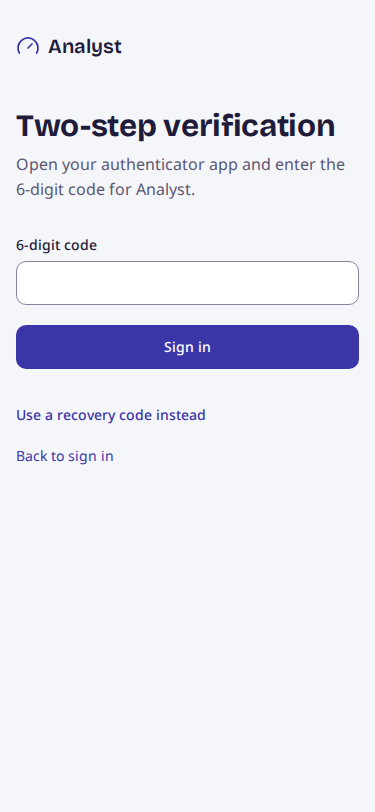 Analyst
Two-step verification
Open your authenticator app and enter the
6-digit code for Analyst.
6-digit code
Sign in
Use a recovery code instead
Back to sign in